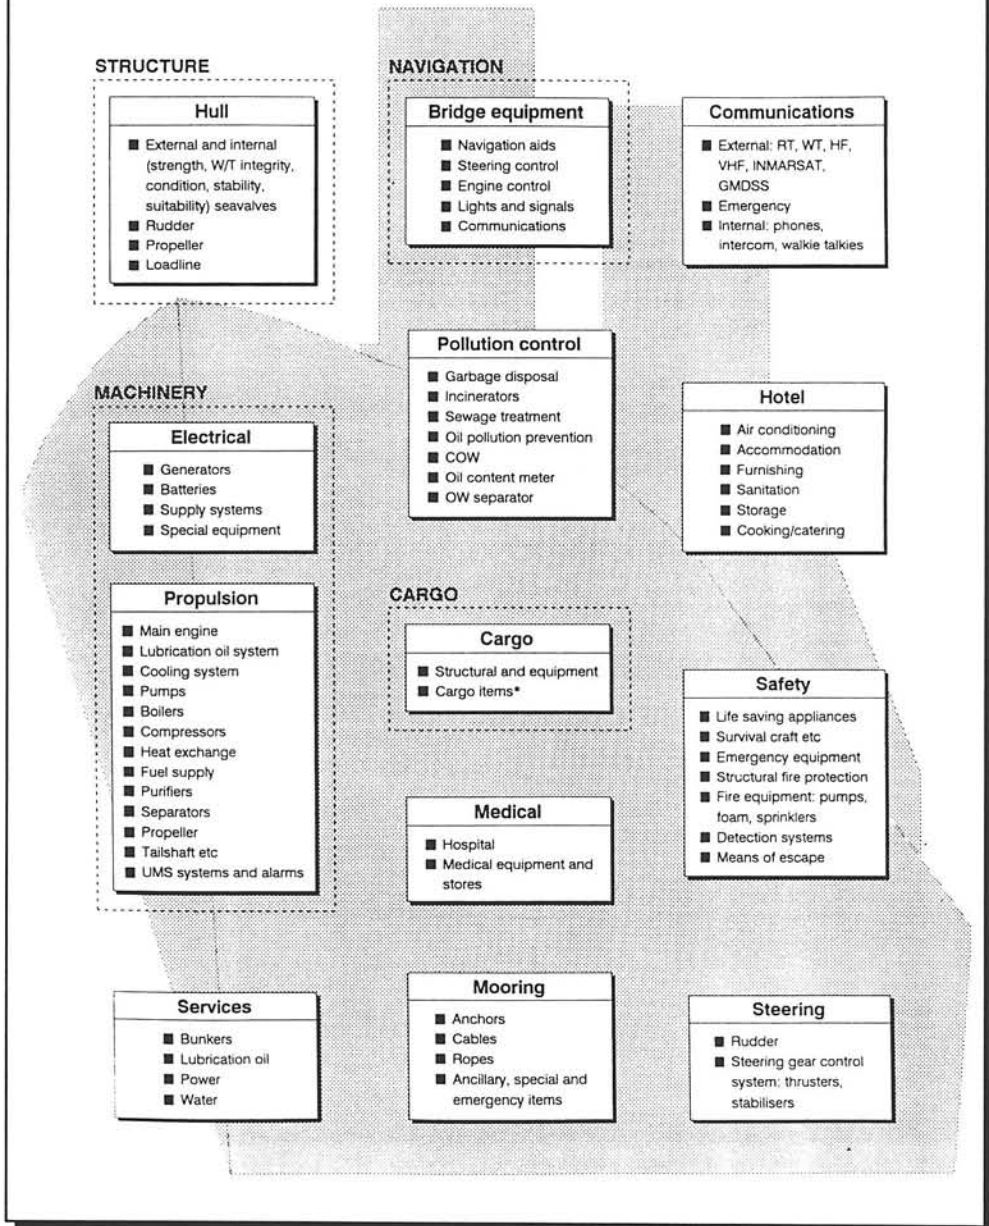 STRUCTURE
Hull
External and internal
(strength, W/T integrity,
condition, stability,
suitability) seavalves
Rudder
Propeller
Loadline
NAVIGATION
Bridge equipment
Navigation aids
Steering control
Engine control
Lights and signals
Communications
Communications
External: RT, WT, HF,
VHF, INMARSAT,
GMDSS
Emergency
Internal: phones,
intercom, walkie talkies
MACHINERY
Electrical
Generators
Batteries
Supply systems
Special equipment
Propulsion
Main engine
Lubrication oil system
Cooling system
Pumps
Boilers
Compressors
Heat exchange
Fuel supply
Purifiers
Separators
Propeller
Tailshaft etc
UMS systems and alarms
Pollution control
Garbage disposal
Incinerators
Sewage treatment
Oil pollution prevention
COW
Oil content meter
OW separator
Hotel
Air conditioning
Accommodation
Furnishing
Sanitation
Storage
Cooking/catering
CARGO
Cargo
Structural and equipment
Cargo items*
Safety
Life saving appliances
Survival craft etc
Emergency equipment
Structural fire protection
Fire equipment: pumps,
foam, sprinklers
Detection systems
Means of escape
Medical
Hospital
Medical equipment and
stores
Services
Bunkers
Lubrication oil
Power
Water
Mooring
Anchors
Cables
Ropes
Ancillary, special and
emergency items
Steering
Rudder
Steering gear control
system: thrusters,
stabilisers